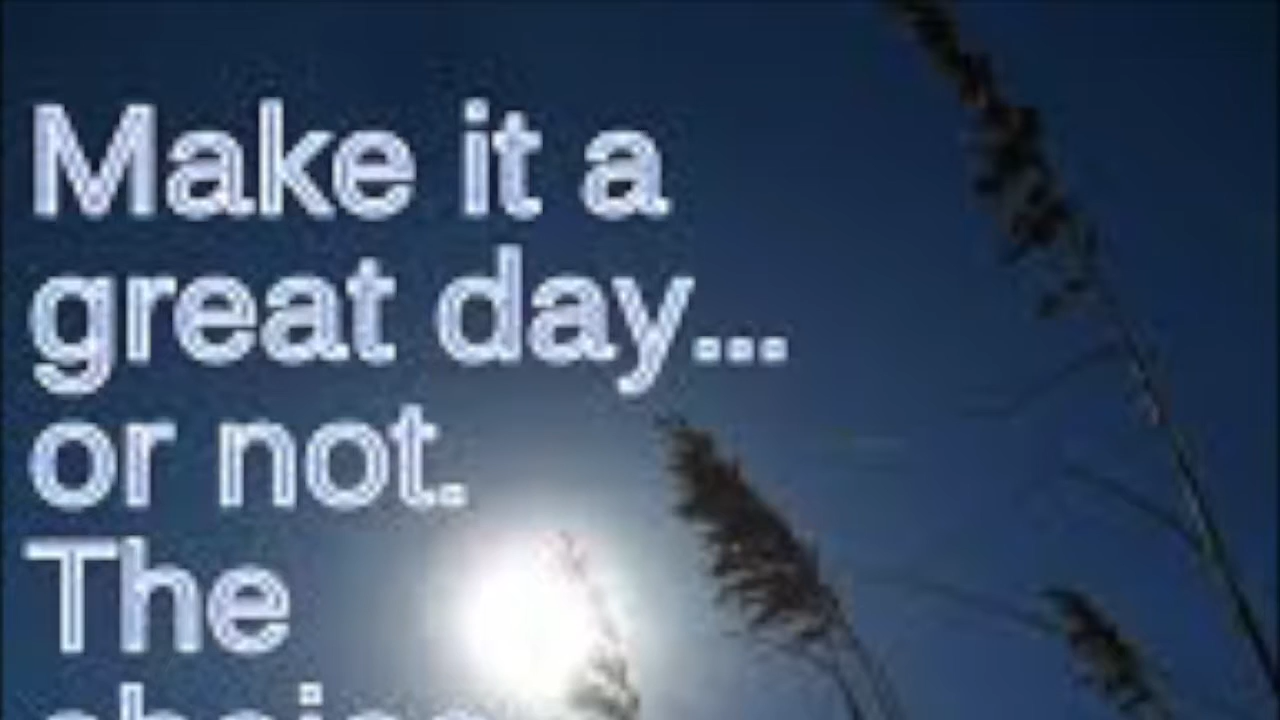 Make it a
great day...
or not.
The